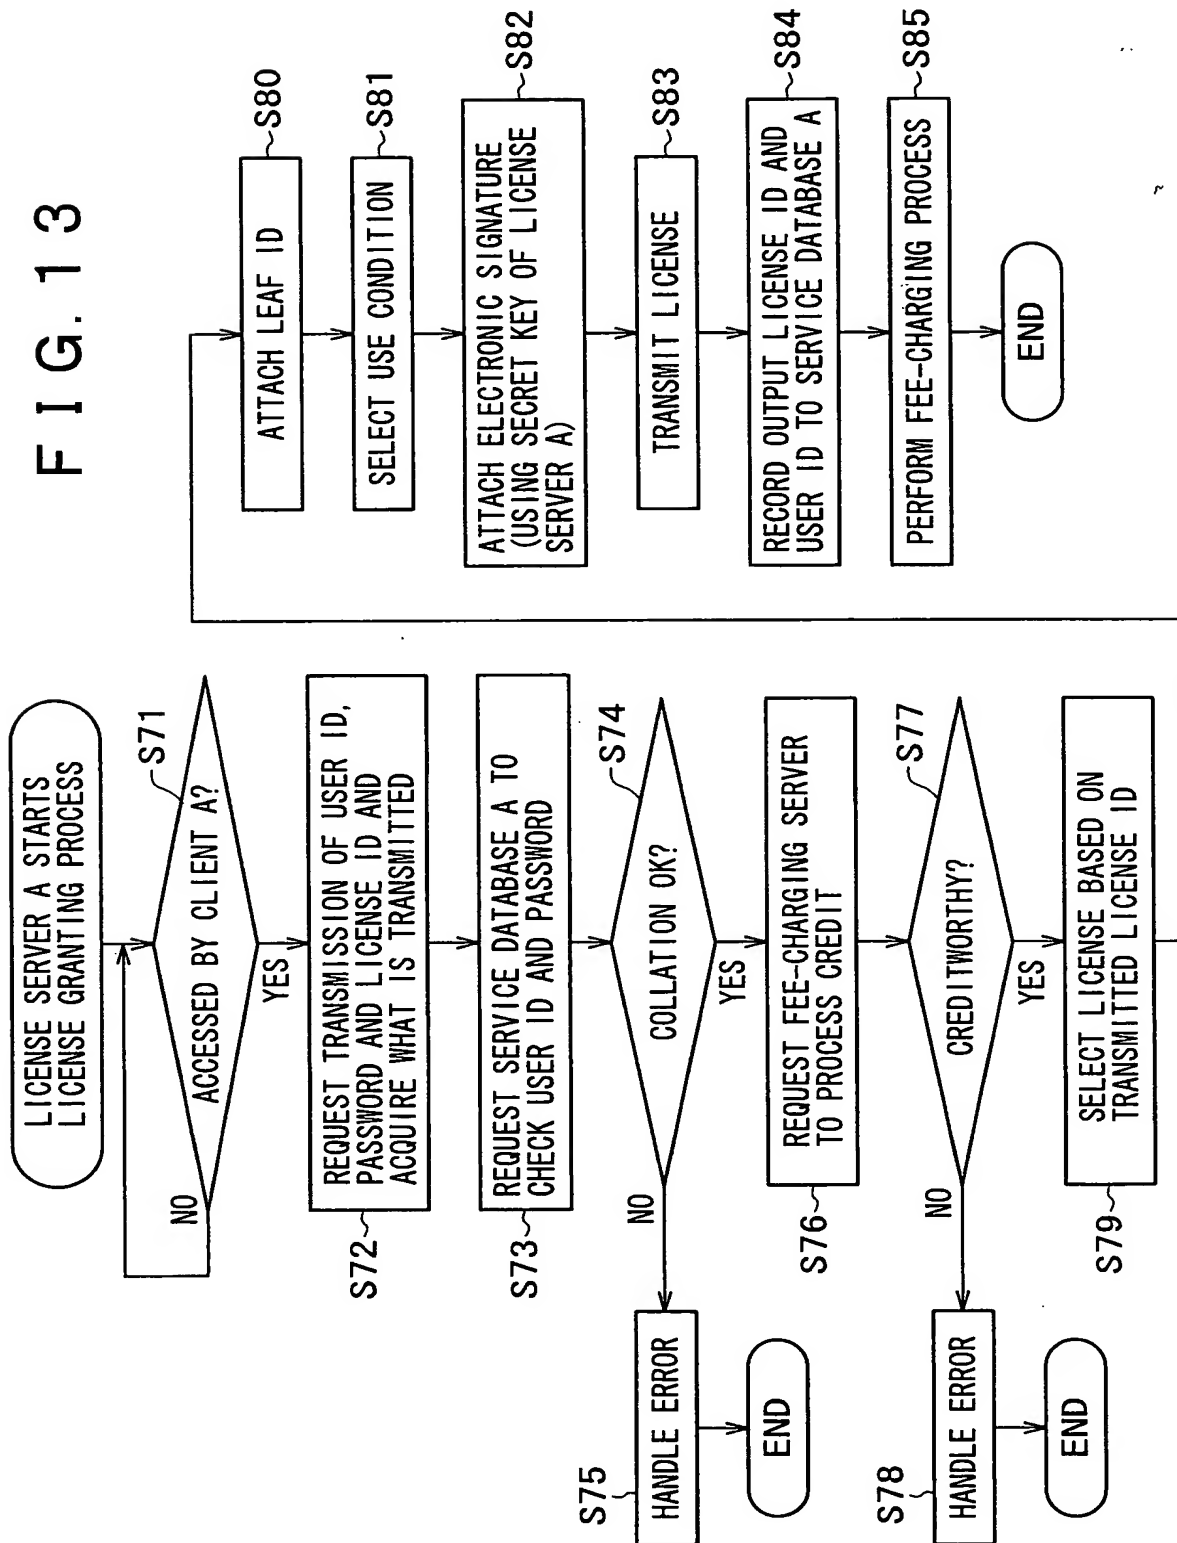 FIG. 13
LICENSE SERVER A STARTS
LICENSE GRANTING PROCESS
S71
ACCESSED BY CLIENT A?
NO
YES
S72
REQUEST TRANSMISSION OF USER ID,
PASSWORD AND LICENSE ID AND
ACQUIRE WHAT IS TRANSMITTED
S73
REQUEST SERVICE DATABASE A TO
CHECK USER ID AND PASSWORD
S74
COLLATION OK?
NO
YES
S75
HANDLE ERROR
END
S76
REQUEST FEE-CHARGING SERVER
TO PROCESS CREDIT
S77
CREDITWORTHY?
NO
YES
S78
HANDLE ERROR
END
S79
SELECT LICENSE BASED ON
TRANSMITTED LICENSE ID
S80
ATTACH LEAF ID
S81
SELECT USE CONDITION
S82
ATTACH ELECTRONIC SIGNATURE
(USING SECRET KEY OF LICENSE
SERVER A)
S83
TRANSMIT LICENSE
S84
RECORD OUTPUT LICENSE ID AND
USER ID TO SERVICE DATABASE A
S85
PERFORM FEE-CHARGING PROCESS
END